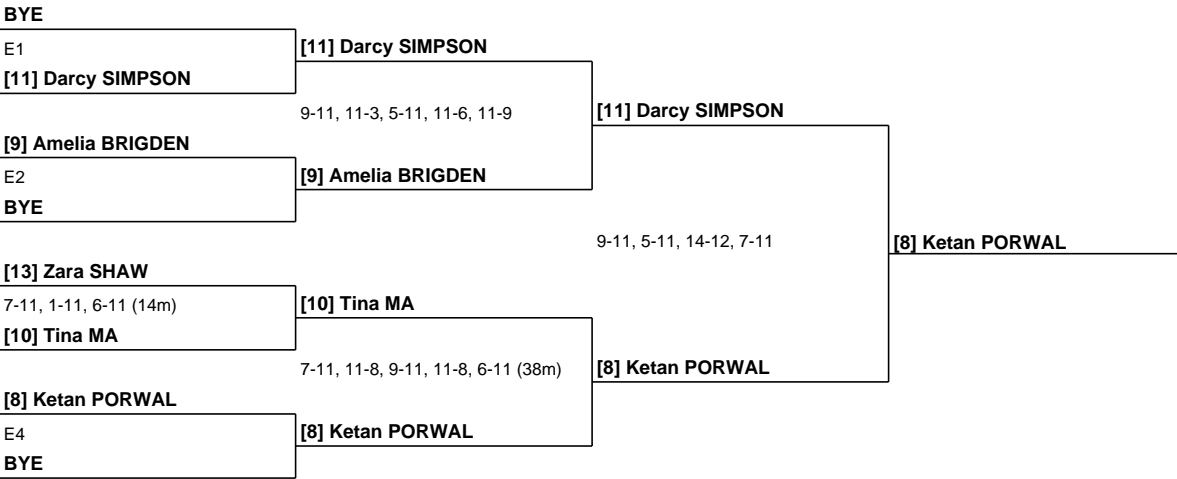 BYE
E1
[11] Darcy SIMPSON
[11] Darcy SIMPSON
9-11, 11-3, 5-11, 11-6, 11-9
[11] Darcy SIMPSON
[9] Amelia BRIGDEN
E2
[9] Amelia BRIGDEN
BYE
9-11, 5-11, 14-12, 7-11
[8] Ketan PORWAL
[13] Zara SHAW
7-11, 1-11, 6-11 (14m)
[10] Tina MA
[10] Tina MA
7-11, 11-8, 9-11, 11-8, 6-11 (38m)
[8] Ketan PORWAL
[8] Ketan PORWAL
E4
[8] Ketan PORWAL
BYE